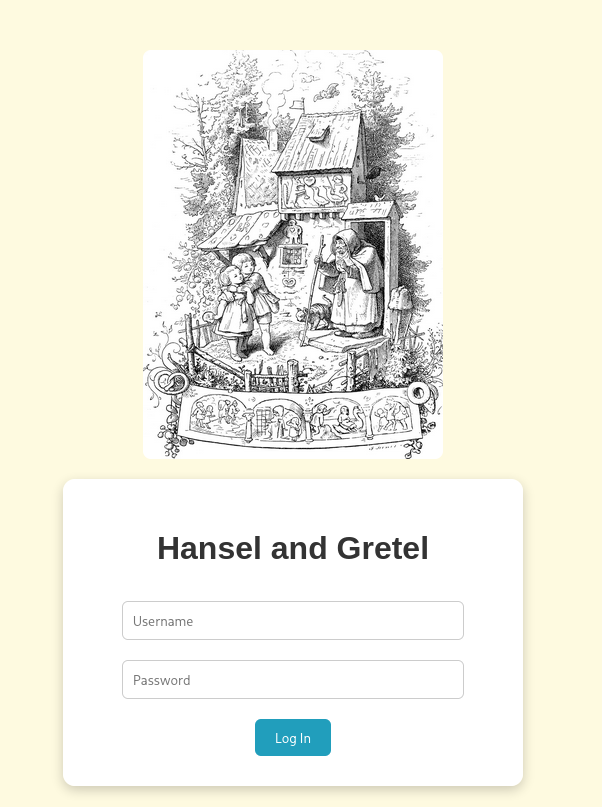 Hansel and Gretel
Username
Password
Log In